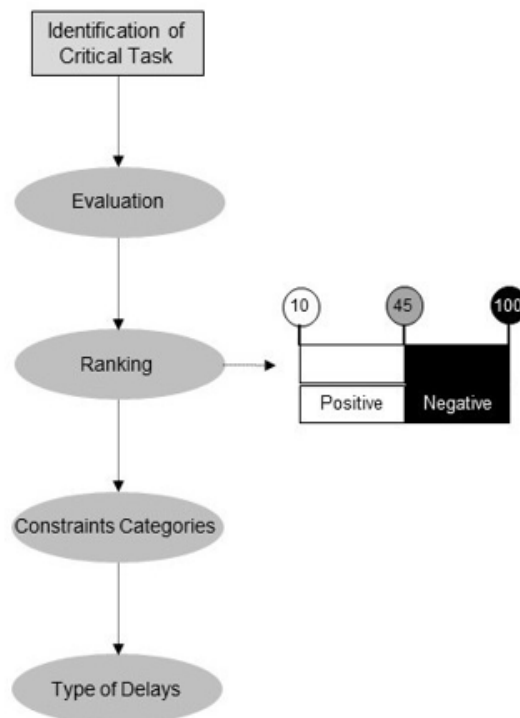 Identification of
Critical Task
Evaluation
10 45 100
Ranking
Positive Negative
Constraints Categories
Type of Delays